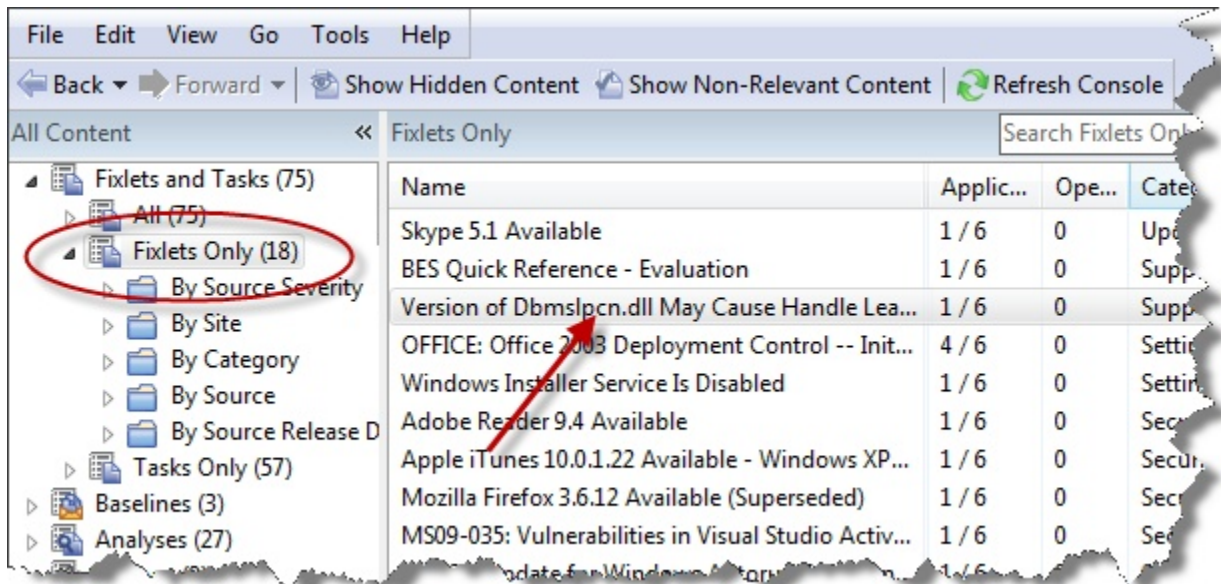 File Edit View Go Tools Help
Back Forward Show Hidden Content Show Non-Relevant Content Refresh Console
All Content « Fixlets Only Search Fixlets Only
Fixlets and Tasks (75)
All (75)
Fixlets Only (18)
By Source Severity
By Site
By Category
By Source
By Source Release D
Tasks Only (57)
Baselines (3)
Analyses (27)
Name Applic... Ope...
Skype 5.1 Available 1 / 6 0
BES Quick Reference - Evaluation 1 / 6 0
Version of Dbmslpcn.dll May Cause Handle Lea... 1 / 6 0
OFFICE: Office 2003 Deployment Control -- Init... 4 / 6 0
Windows Installer Service Is Disabled 1 / 6 0
Adobe Reader 9.4 Available 1 / 6 0
Apple iTunes 10.0.1.22 Available - Windows XP... 1 / 6 0
Mozilla Firefox 3.6.12 Available (Superseded) 1 / 6 0
MS09-035: Vulnerabilities in Visual Studio Activ... 1 / 6 0